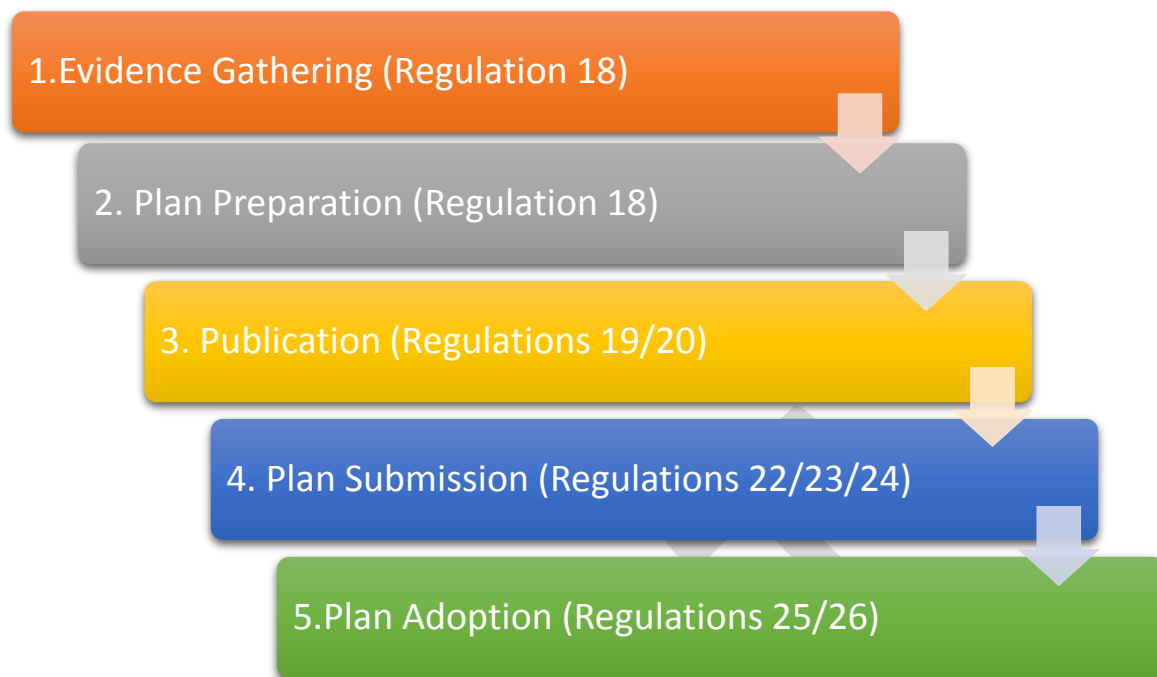 1.Evidence Gathering (Regulation 18)
2. Plan Preparation (Regulation 18)
3. Publication (Regulations 19/20)
4. Plan Submission (Regulations 22/23/24)
5.Plan Adoption (Regulations 25/26)